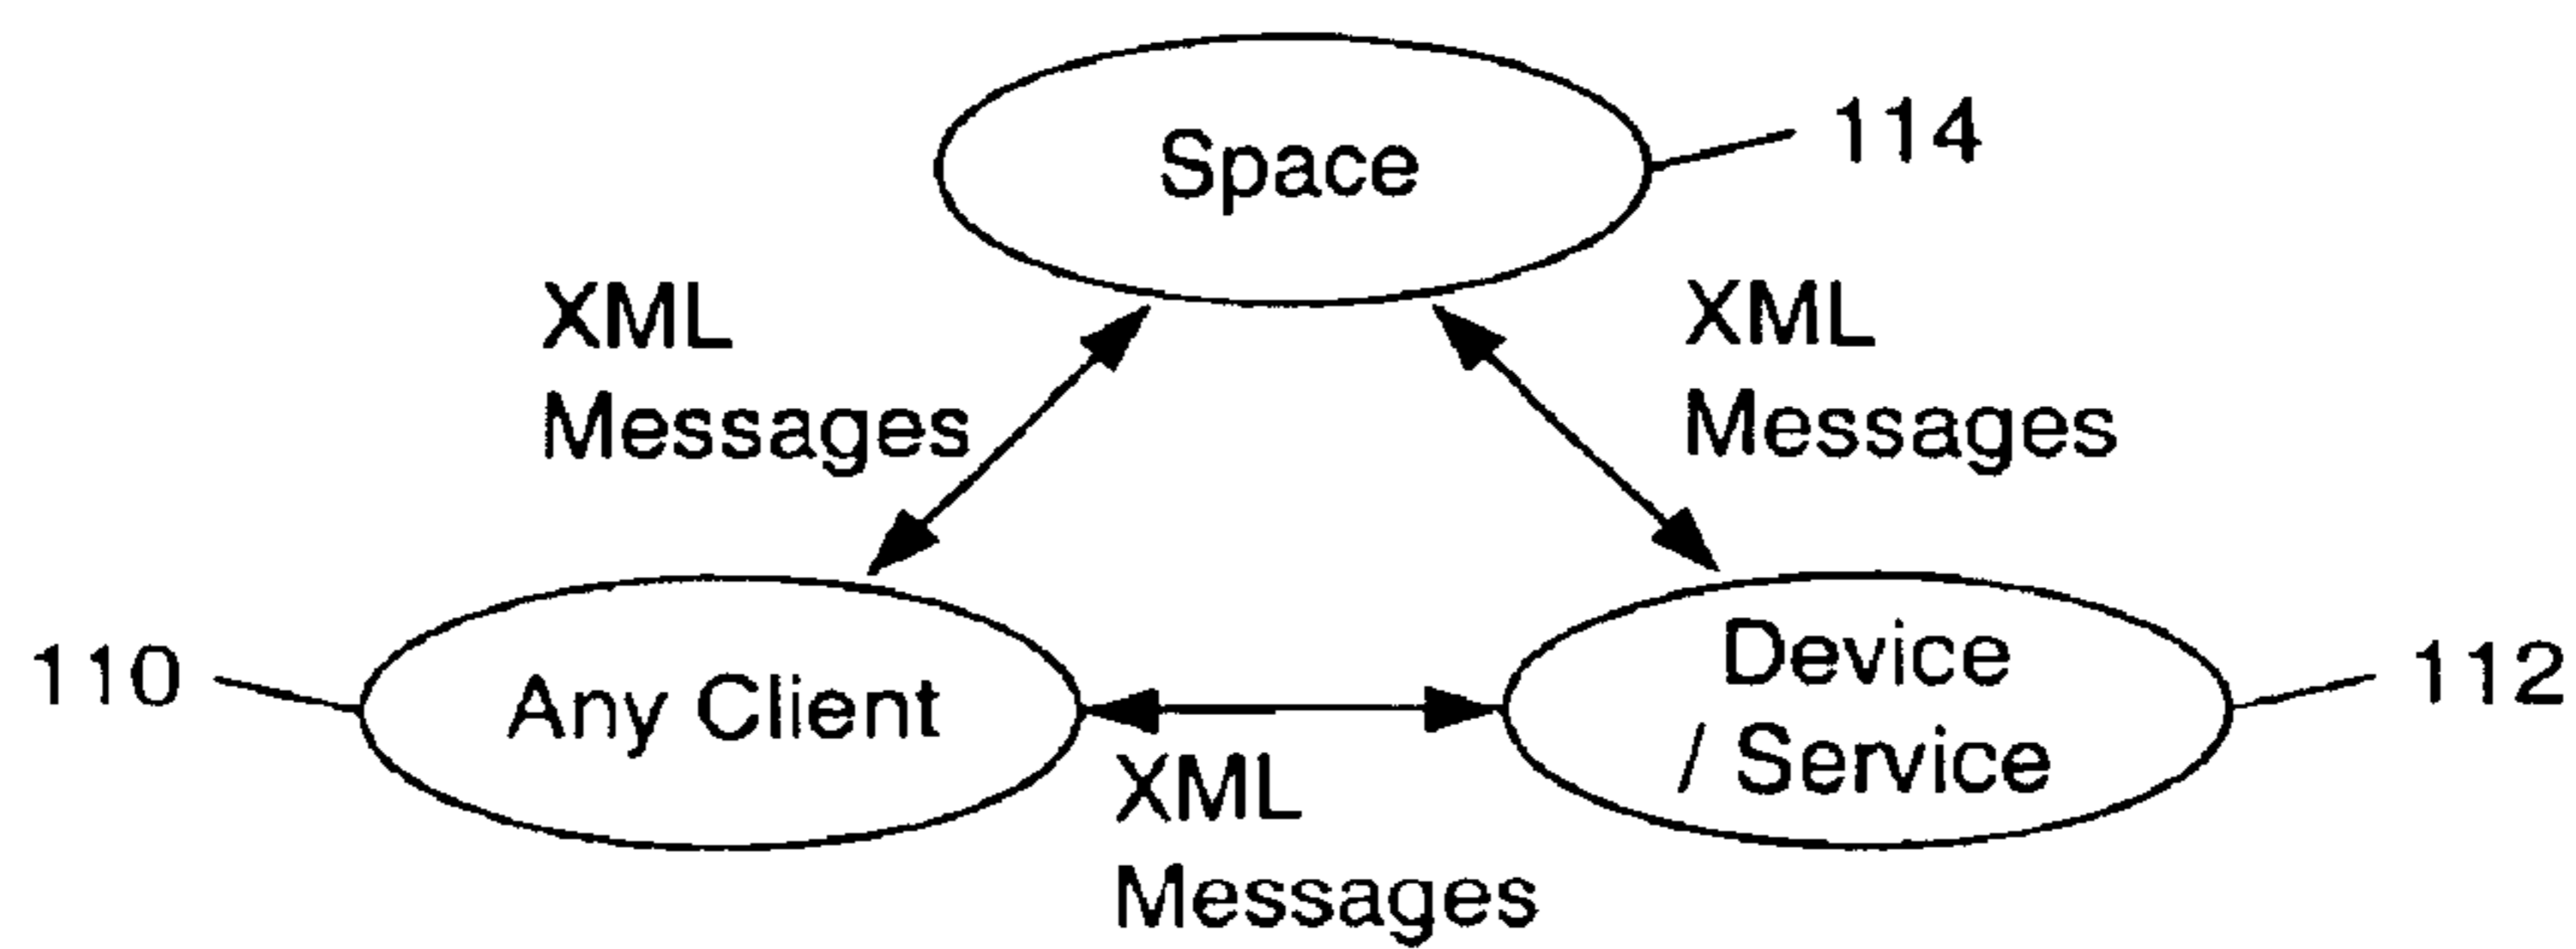 Space
114
XML
Messages
XML
Messages
110
Any Client
Device
/ Service
112
XML
Messages